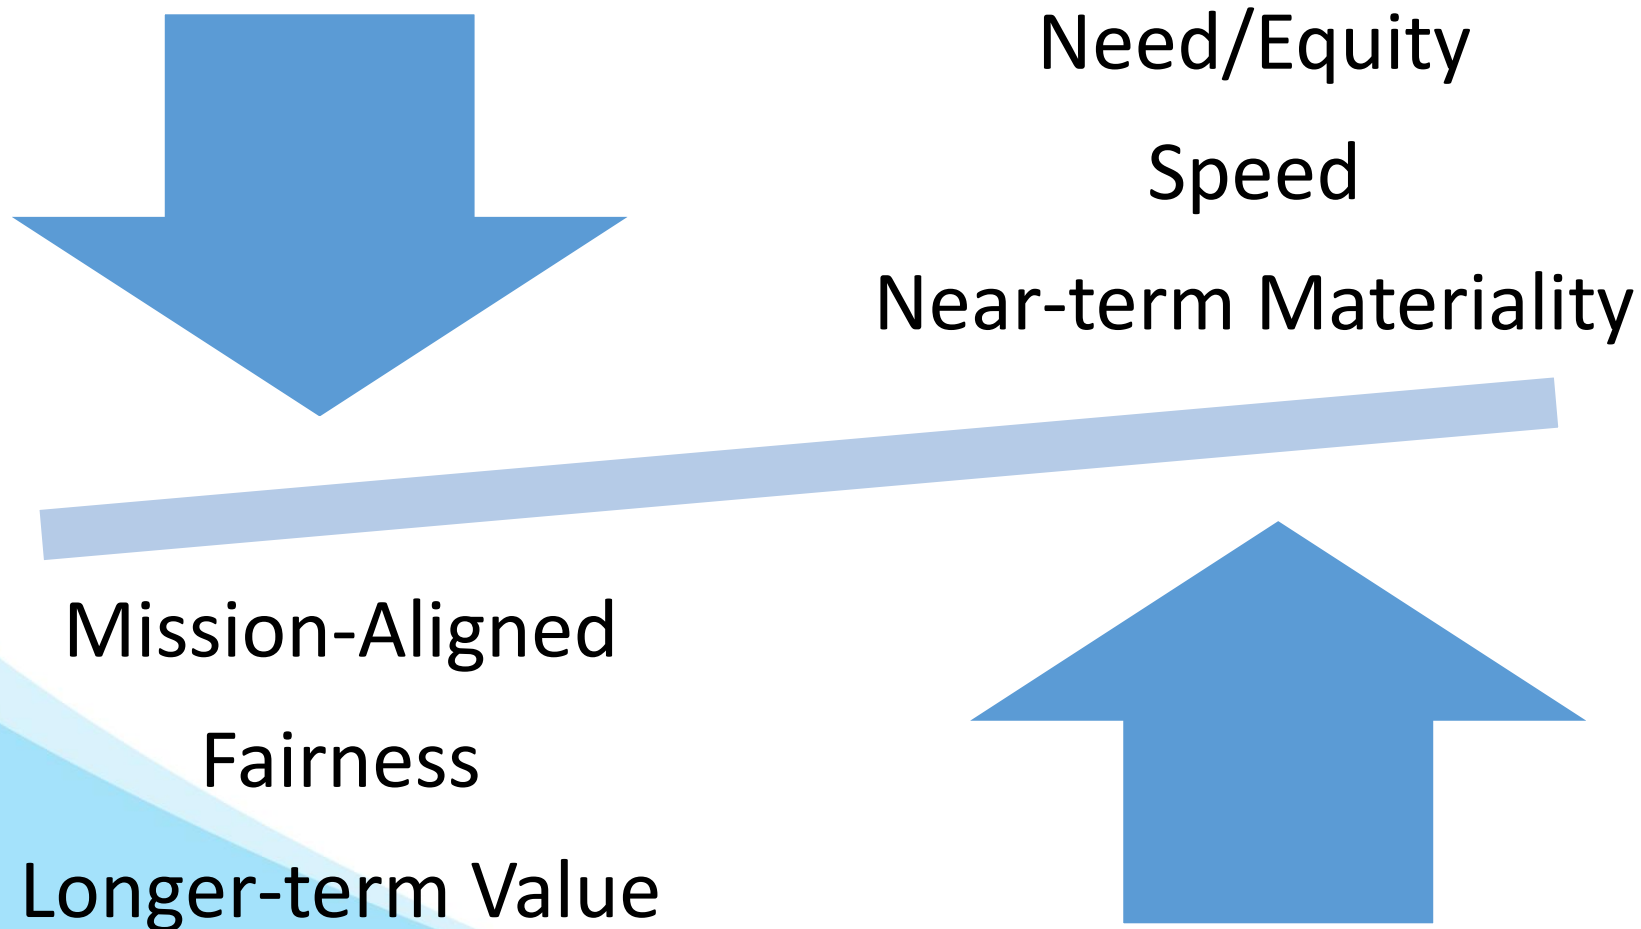 Need/Equity
Speed
Near-term Materiality
Mission-Aligned
Fairness
Longer-term Value